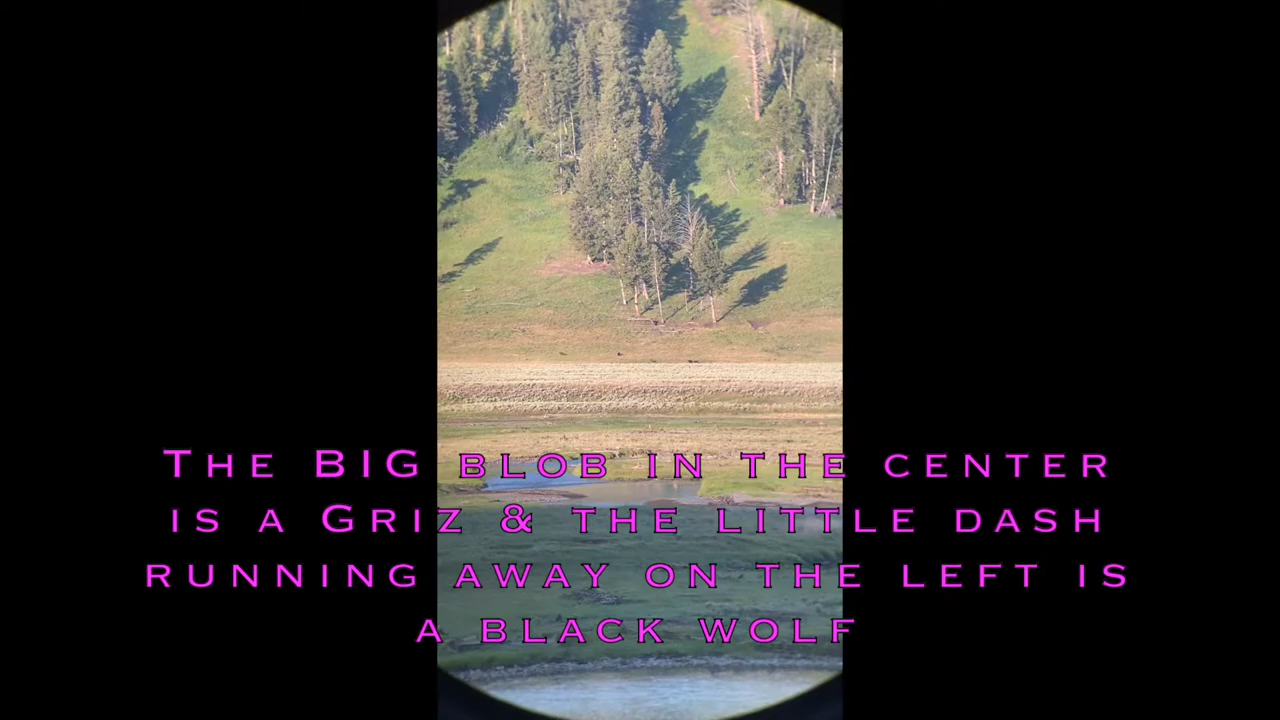 The BIG blob in the center
is a Griz & the little dash
running away on the left is
a black wolf